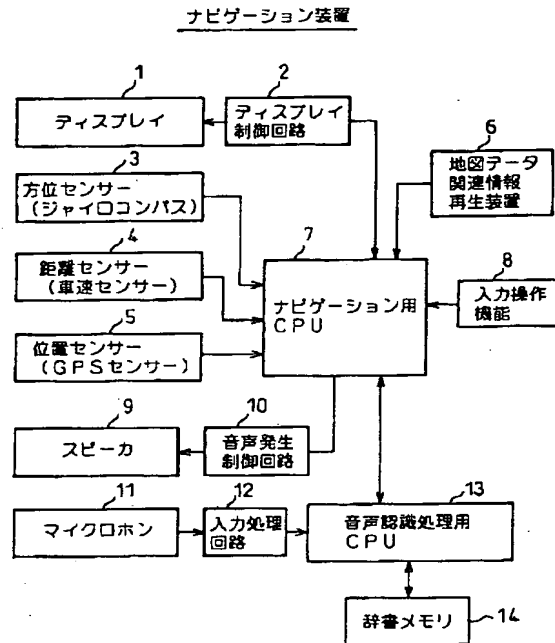 ナビゲーション装置
1
ディスプレイ
2
ディスプレイ
制御回路
3
方位センサー
(ジャイロコンパス)
4
距離センサー
(車速センサー)
5
位置センサー
(GPSセンサー)
6
地図データ
関連情報
再生装置
7
ナビゲーション用
CPU
8
入力操作
機能
9
スピーカ
10
音声発生
制御回路
11
マイクロホン
12
入力処理
回路
13
音声認識処理用
CPU
辞書メモリ
14